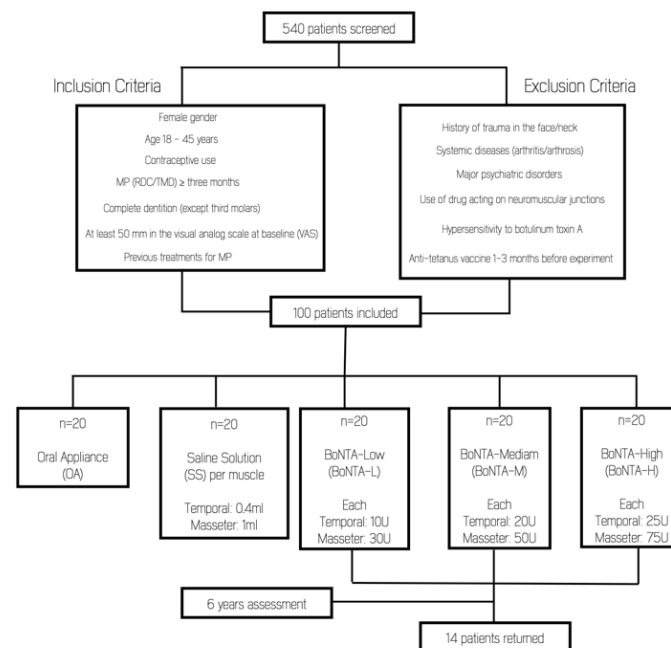 540 patients screened
Inclusion Criteria
Exclusion Criteria
Female gender
Age 18 – 45 years
Contraceptive use
MP (RDC/TMD) ≥ three months
Complete dentition (except third molars)
At least 50 mm in the visual analog scale at baseline (VAS)
Previous treatments for MP
History of trauma in the face/neck
Systemic diseases (arthritis/arthrosis)
Major psychiatric disorders
Use of drug acting on neuromuscular junctions
Hypersensitivity to botulinum toxin A
Anti-tetanus vaccine 1-3 months before experiment
100 patients included
n=20
Oral Appliance
(OA)
n=20
Saline Solution
(SS) per muscle
Temporal: 0.4ml
Masseter: 1ml
n=20
BoNTA-Low
(BoNTA-L)
Each
Temporal: 10U
Masseter: 30U
n=20
BoNTA-Mediam
(BoNTA-M)
Each
Temporal: 20U
Masseter: 50U
n=20
BoNTA-High
(BoNTA-H)
Each
Temporal: 25U
Masseter: 75U
6 years assessment
14 patients returned